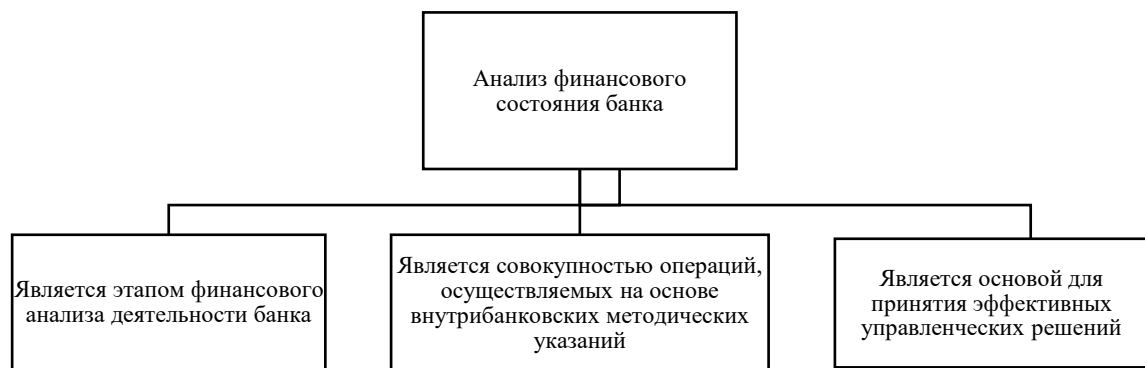 Анализ финансового
состояния банка
Является этапом финансового
анализа деятельности банка
Является совокупностью операций,
осуществляемых на основе
внутрибанковских методических
указаний
Является основой для
принятия эффективных
управленческих решений